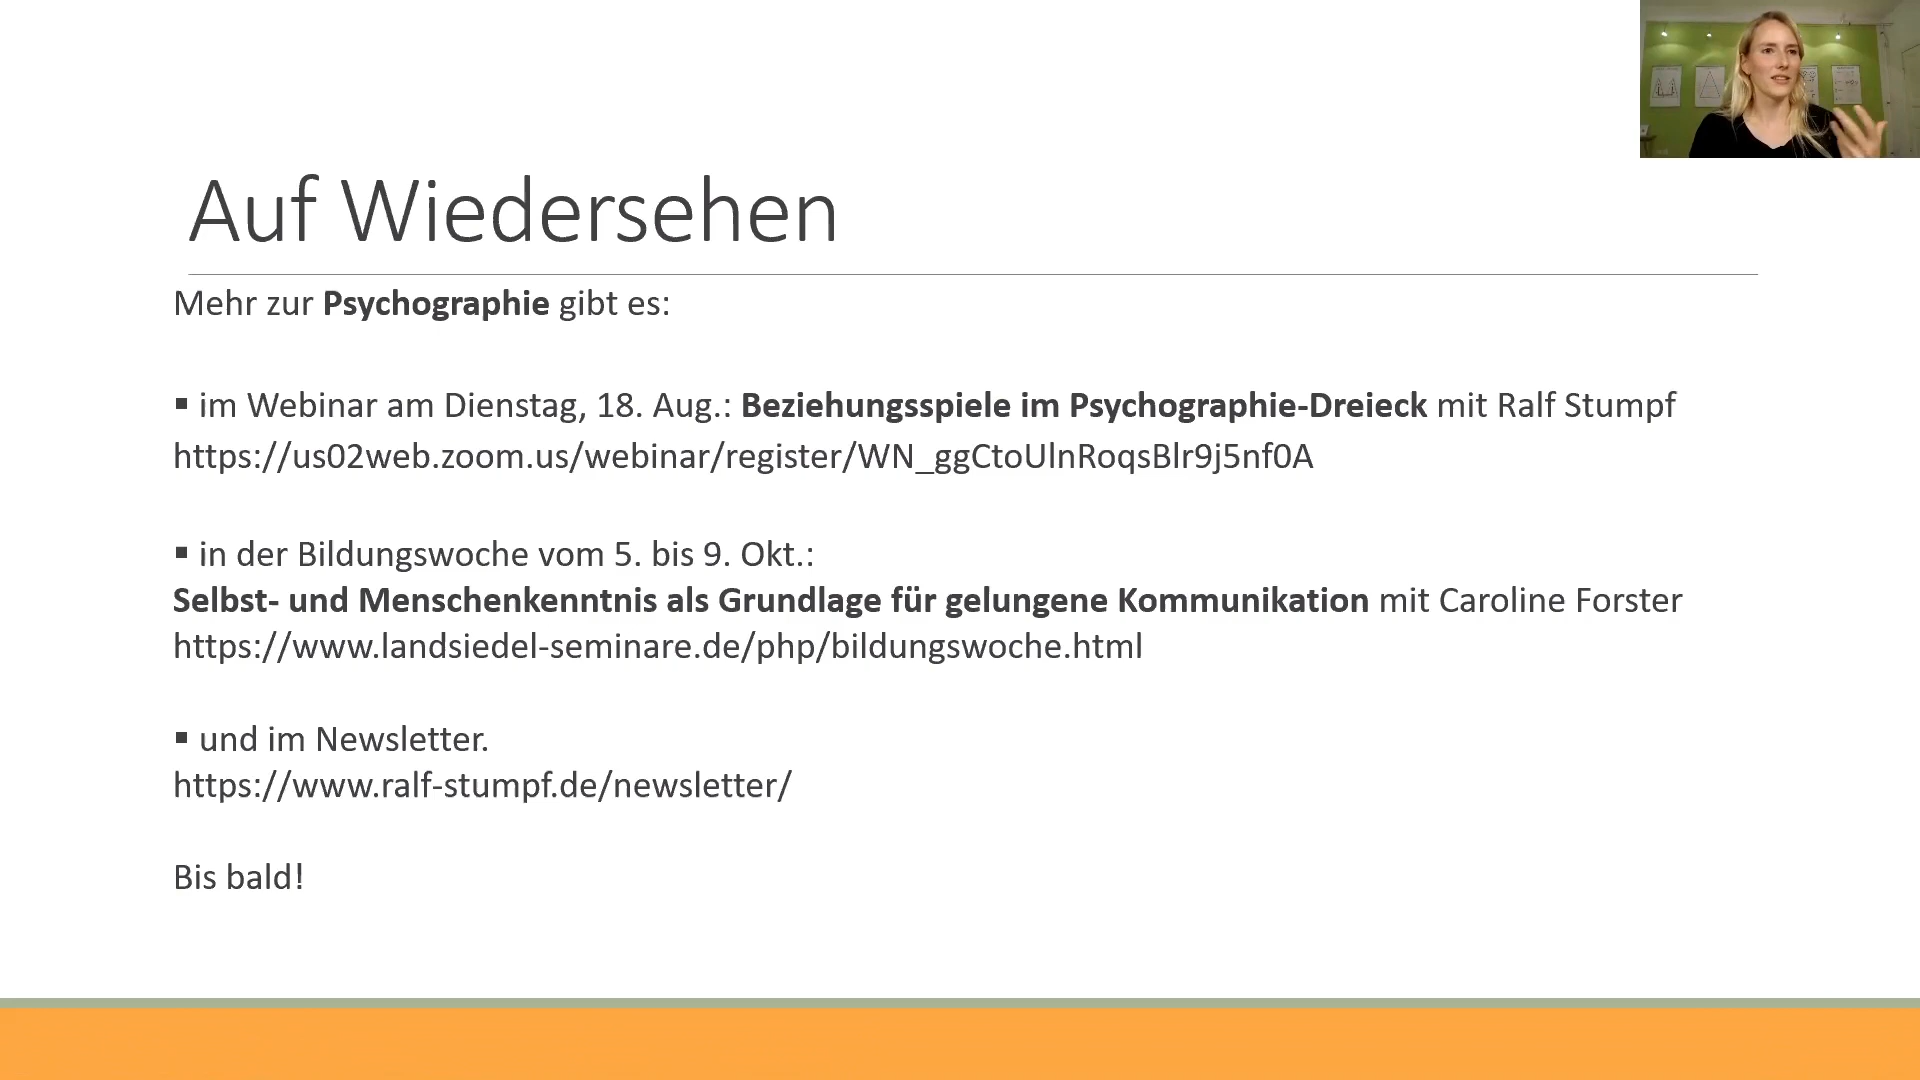 Auf Wiedersehen
Mehr zur Psychographie gibt es:
▪ im Webinar am Dienstag, 18. Aug.: Beziehungsspiele im Psychographie-Dreieck mit Ralf Stumpf
https://us02web.zoom.us/webinar/register/WN_ggCtoUlnRoqsBlr9j5nf0A
▪ in der Bildungswoche vom 5. bis 9. Okt.:
Selbst- und Menschenkenntnis als Grundlage für gelungene Kommunikation mit Caroline Forster
https://www.landsiedel-seminare.de/php/bildungswoche.html
▪ und im Newsletter.
https://www.ralf-stumpf.de/newsletter/
Bis bald!